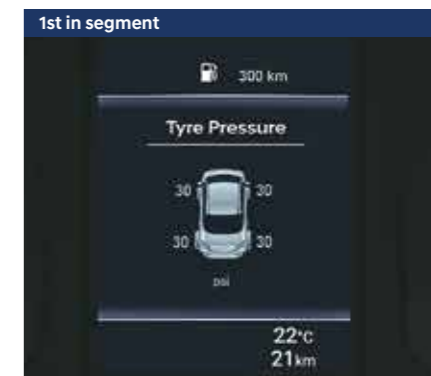 1st in segment
300 km
Tyre Pressure
30 30
30 30
psi
22°C
21km